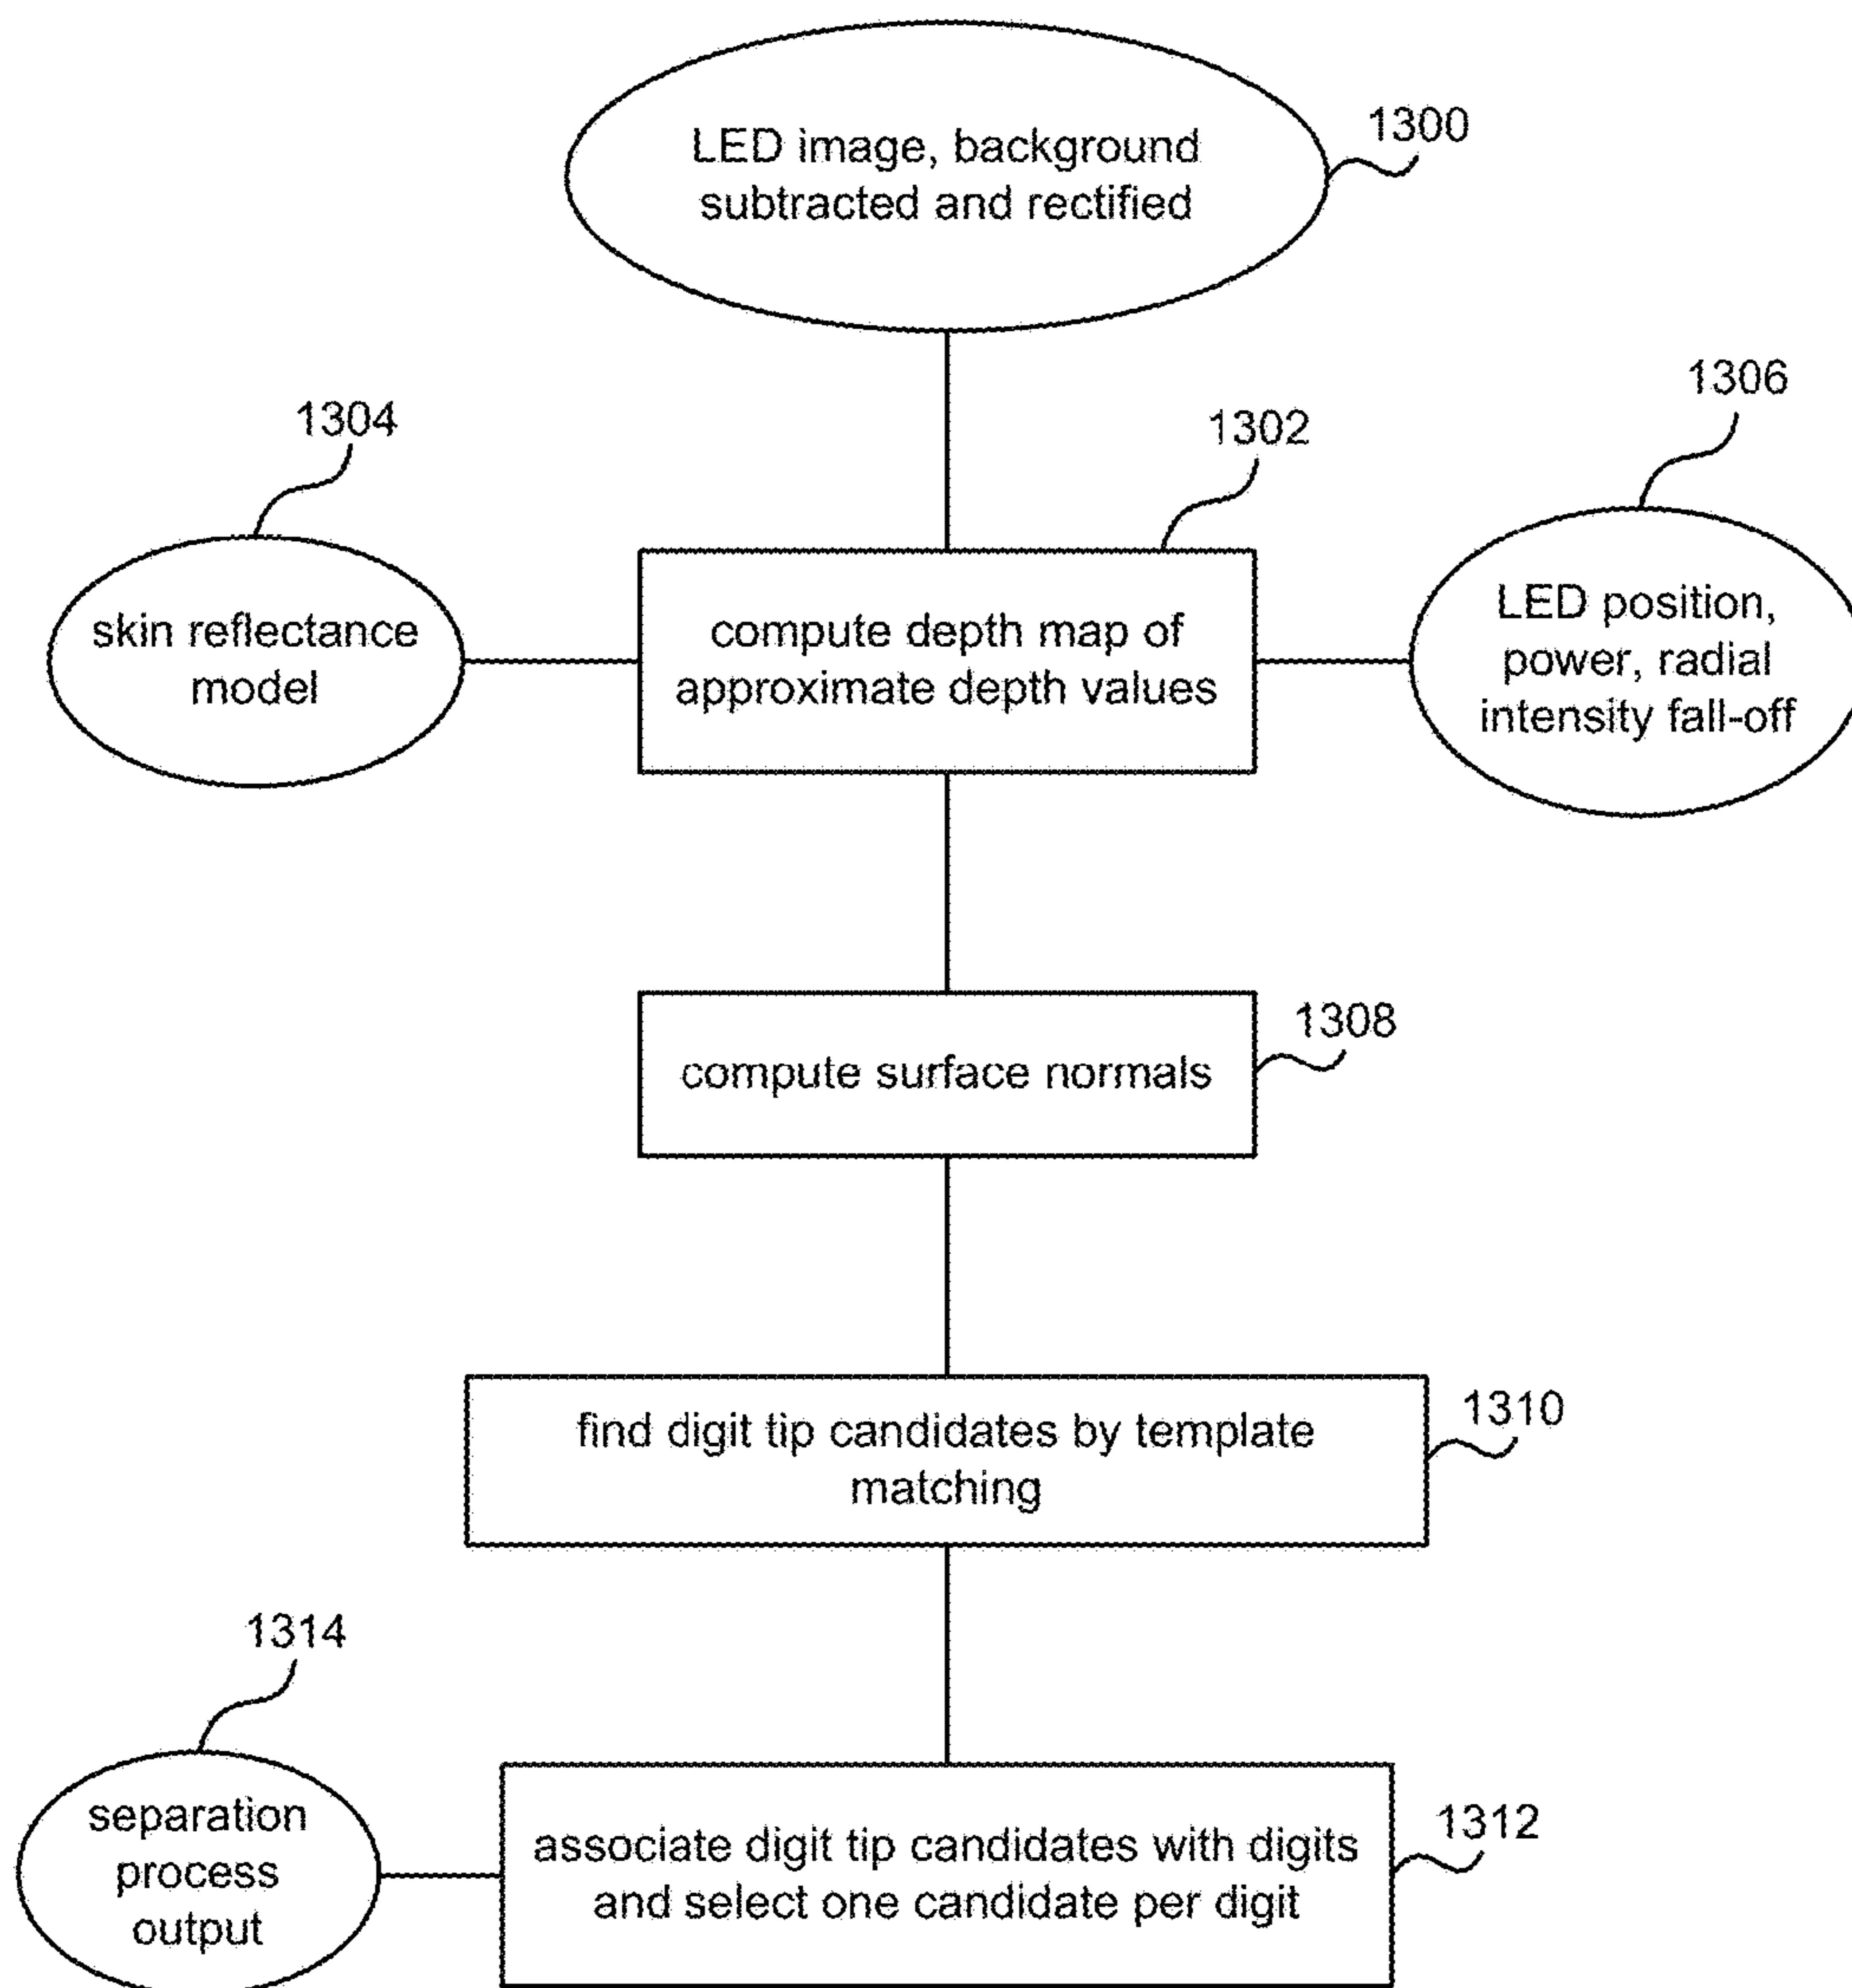 LED image, background
subtracted and rectified
1300
1304
1302
1306
skin reflectance
model
compute depth map of
approximate depth values
LED position,
power, radial
intensity fall-off
compute surface normals
1308
find digit tip candidates by template
matching
1310
1314
separation
process
output
associate digit tip candidates with digits
and select one candidate per digit
1312